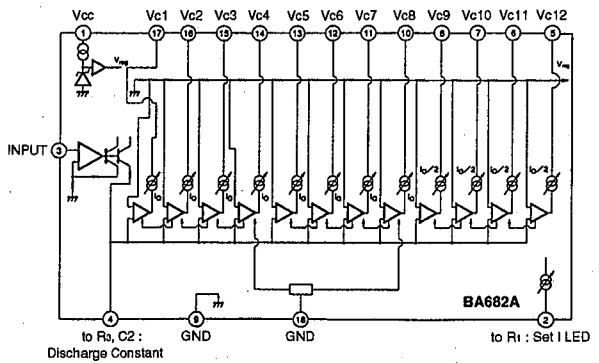 Vcc Vc1 Vc2 Vc3 Vc4 Vc5 Vc6 Vc7 Vc8 Vc9 Vc10 Vc11 Vc12
1 17 16 15 14 13 12 11 10 8 7 6 5
Vreg Vreg
INPUT 3
io/2 io/2 io/2 io/2
io io io io io io io io
BA682A
4 9 18 2
to R3, C2 : GND GND to R1 : Set I LED
Discharge Constant